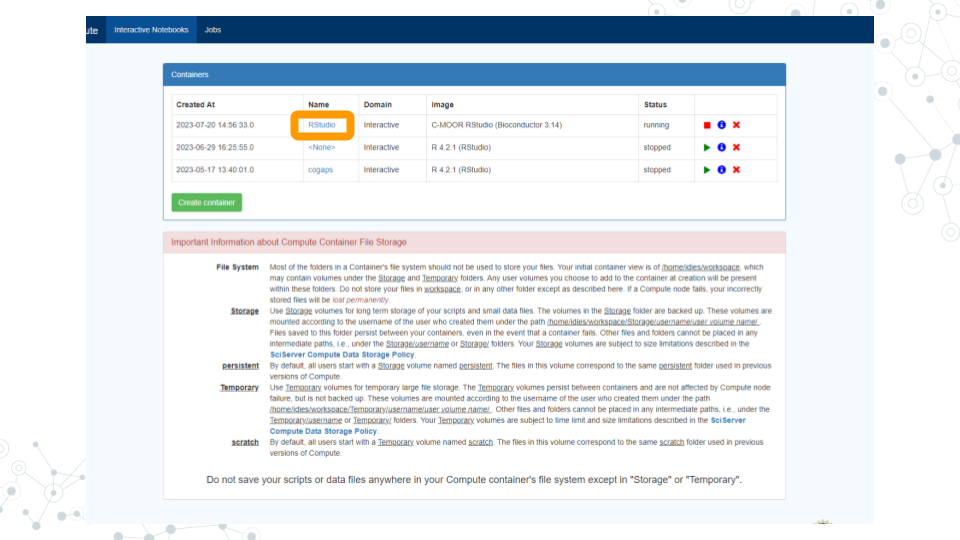 ute Interactive Notebooks Jobs
Containers
Created At Name Domain Image Status
2023-07-20 14:56:33.0 RStudio Interactive C-MOOR RStudio (Bioconductor 3.14) running
2023-06-29 16:25:55.0 <None> Interactive R 4.2.1 (RStudio) stopped
2023-05-17 13:40:01.0 cogaps Interactive R 4.2.1 (RStudio) stopped
Create container
Important Information about Compute Container File Storage
File System Most of the folders in a Container's file system should not be used to store your files. Your initial container view is of /home/idies/workspace, which
may contain volumes under the Storage and Temporary folders. Any user volumes you choose to add to the container at creation will be present
within these folders. Do not store your files in workspace, or in any other folder except as described here. If a Compute node fails, your incorrectly
stored files will be lost permanently.
Storage Use Storage volumes for long term storage of your scripts and small data files. The volumes in the Storage folder are backed up. These volumes are
mounted according to the username of the user who created them under the path /home/idies/workspace/Storage/username/user volume name/ .
Files saved to this folder persist between your containers, even in the event that a container fails. Other files and folders cannot be placed in any
intermediate paths, i.e., under the Storage/username or Storage/ folders. Your Storage volumes are subject to size limitations described in the
SciServer Compute Data Storage Policy.
persistent By default, all users start with a Storage volume named persistent. The files in this volume correspond to the same persistent folder used in previous
versions of Compute.
Temporary Use Temporary volumes for temporary large file storage. The Temporary volumes persist between containers and are not affected by Compute node
failure, but is not backed up. These volumes are mounted according to the username of the user who created them under the path
/home/idies/workspace/Temporary/username/user volume name/ . Other files and folders cannot be placed in any intermediate paths, i.e., under the
Temporary/username or Temporary/ folders. Your Temporary volumes are subject to time limit and size limitations described in the SciServer
Compute Data Storage Policy.
scratch By default, all users start with a Temporary volume named scratch. The files in this volume correspond to the same scratch folder used in previous
versions of Compute.
Do not save your scripts or data files anywhere in your Compute container's file system except in "Storage" or "Temporary".